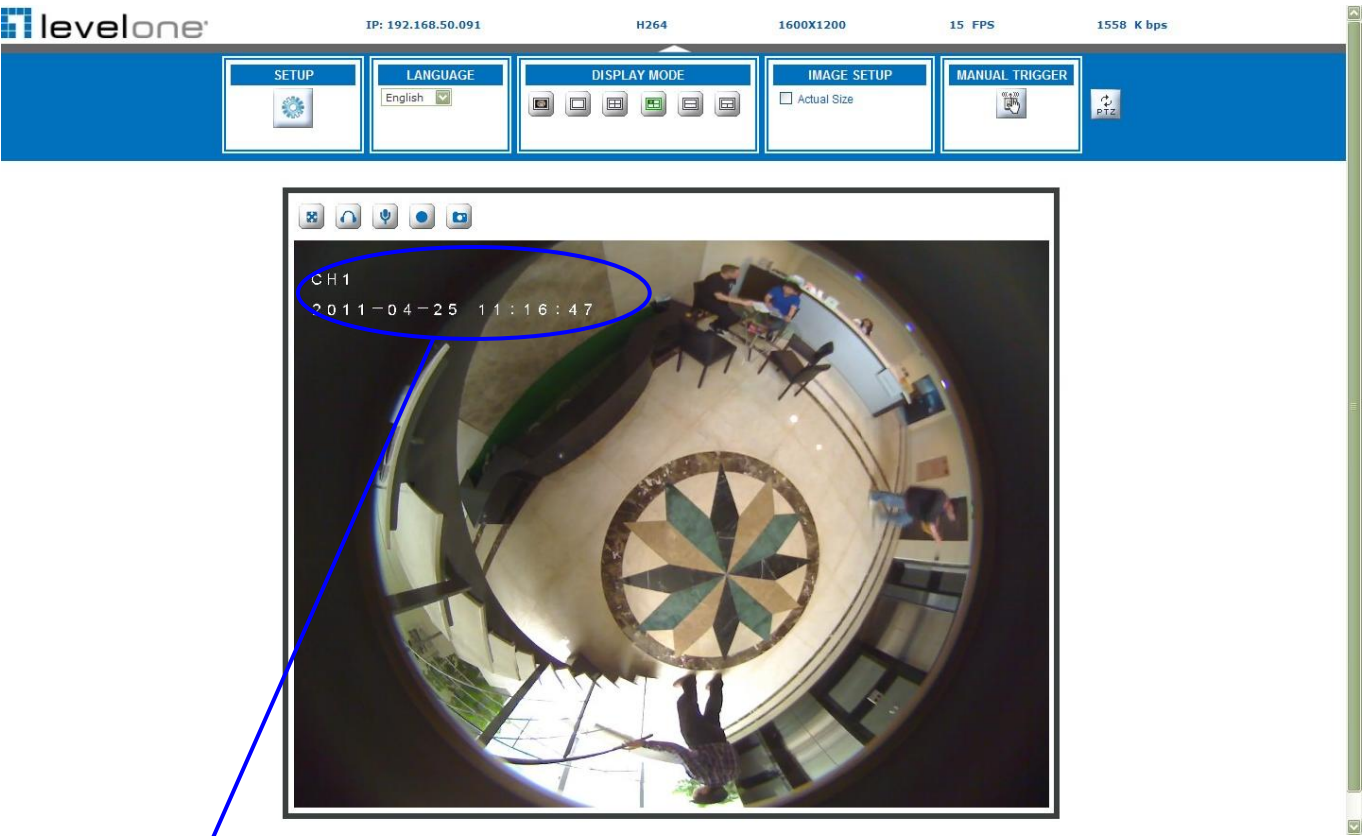 levelone
IP: 192.168.50.091 H264 1600X1200 15 FPS 1558 K bps
SETUP LANGUAGE DISPLAY MODE IMAGE SETUP MANUAL TRIGGER
English Actual Size PTZ
CH1
2011-04-25 11:16:47